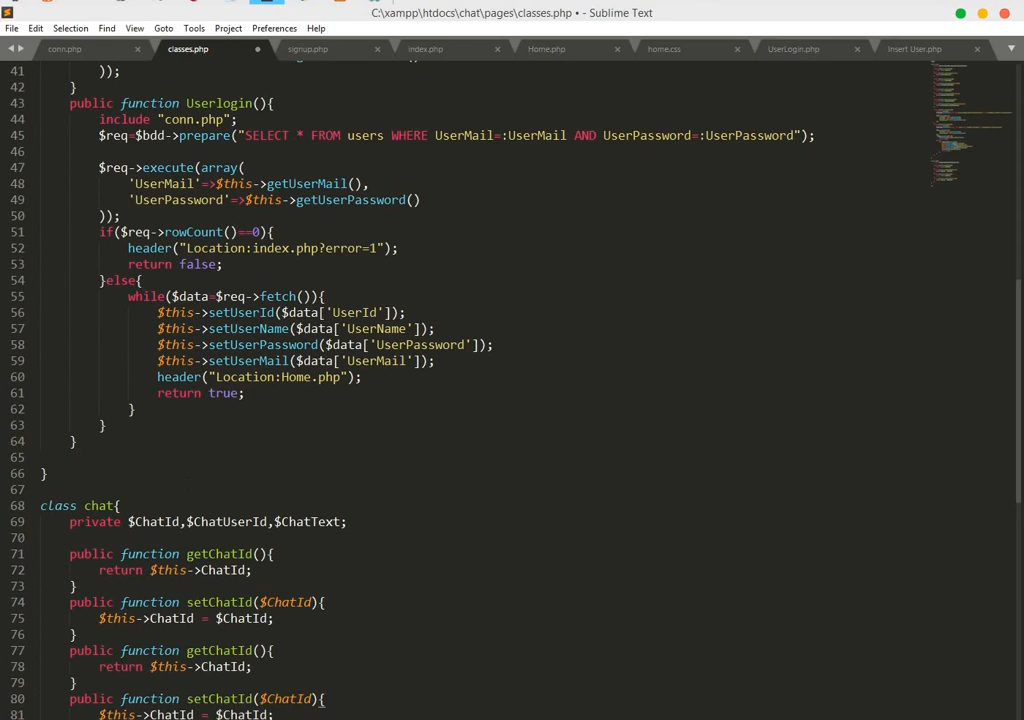 C:\xampp\htdocs\chat\pages\classes.php • - Sublime Text
File Edit Selection Find View Goto Tools Project Preferences Help
conn.php × classes.php • signup.php × index.php × Home.php × home.css × UserLogin.php × Insert User.php ×
41 ));
42 }
43 public function Userlogin(){
44 include "conn.php";
45 $req=$bdd->prepare("SELECT * FROM users WHERE UserMail=:UserMail AND UserPassword=:UserPassword");
46
47 $req->execute(array(
48 'UserMail'=>$this->getUserMail(),
49 'UserPassword'=>$this->getUserPassword()
50 ));
51 if($req->rowCount()==0){
52 header("Location:index.php?error=1");
53 return false;
54 }else{
55 while($data=$req->fetch()){
56 $this->setUserId($data['UserId']);
57 $this->setUserName($data['UserName']);
58 $this->setUserPassword($data['UserPassword']);
59 $this->setUserMail($data['UserMail']);
60 header("Location:Home.php");
61 return true;
62 }
63 }
64 }
65
66 }
67
68 class chat{
69 private $ChatId,$ChatUserId,$ChatText;
70
71 public function getChatId(){
72 return $this->ChatId;
73 }
74 public function setChatId($ChatId){
75 $this->ChatId = $ChatId;
76 }
77 public function getChatId(){
78 return $this->ChatId;
79 }
80 public function setChatId($ChatId){
81 $this->ChatId = $ChatId;